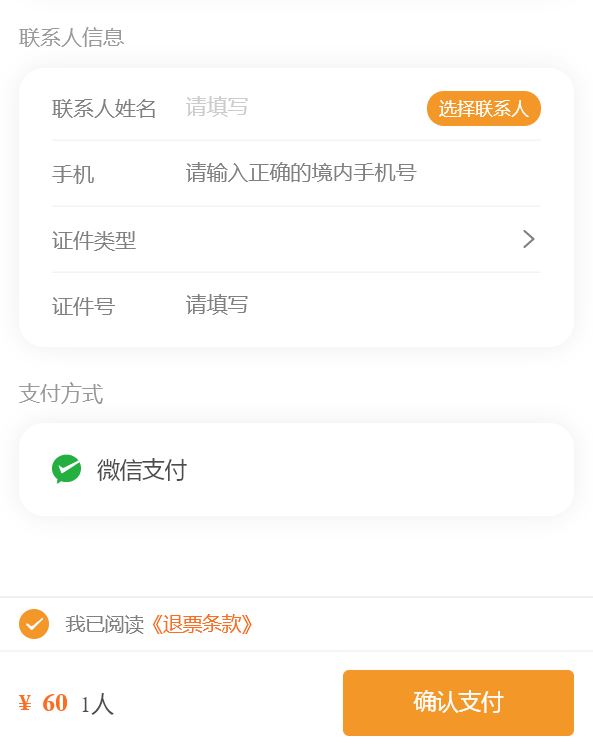 联系人信息
联系人姓名 请填写 选择联系人
手机 请输入正确的境内手机号
证件类型
证件号 请填写
支付方式
微信支付
我已阅读《退票条款》
¥ 60 1人 确认支付